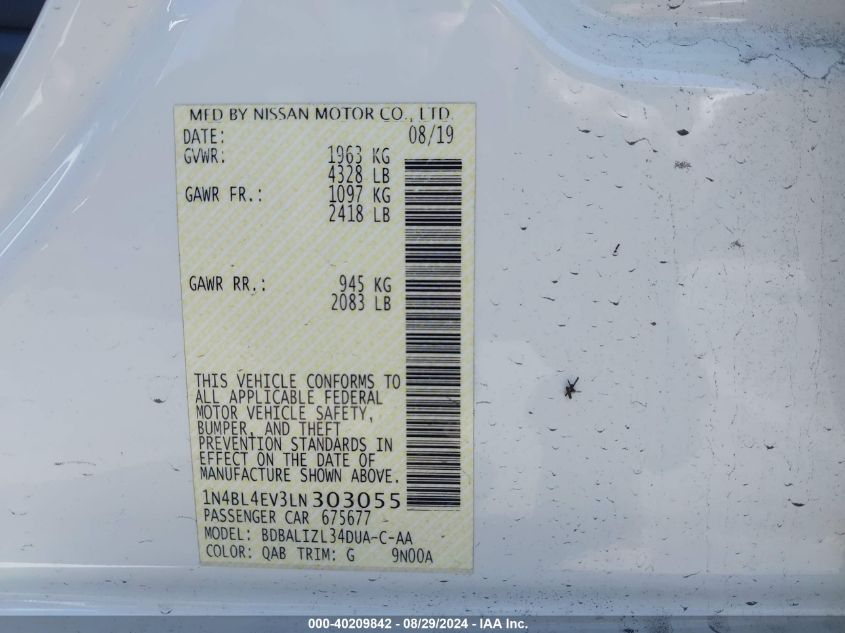 MFD BY NISSAN MOTOR CO., LTD.
DATE: 08/19
GVWR: 1963 KG
4328 LB
GAWR FR.: 1097 KG
2418 LB
GAWR RR.: 945 KG
2083 LB
THIS VEHICLE CONFORMS TO
ALL APPLICABLE FEDERAL
MOTOR VEHICLE SAFETY,
BUMPER, AND THEFT
PREVENTION STANDARDS IN
EFFECT ON THE DATE OF
MANUFACTURE SHOWN ABOVE.
1N4BL4EV3LN303055
PASSENGER CAR 675677
MODEL: BDBALIZL34DUA-C-AA
COLOR: QAB TRIM: G 9N00A
000-40209842 - 08/29/2024 - IAA Inc.